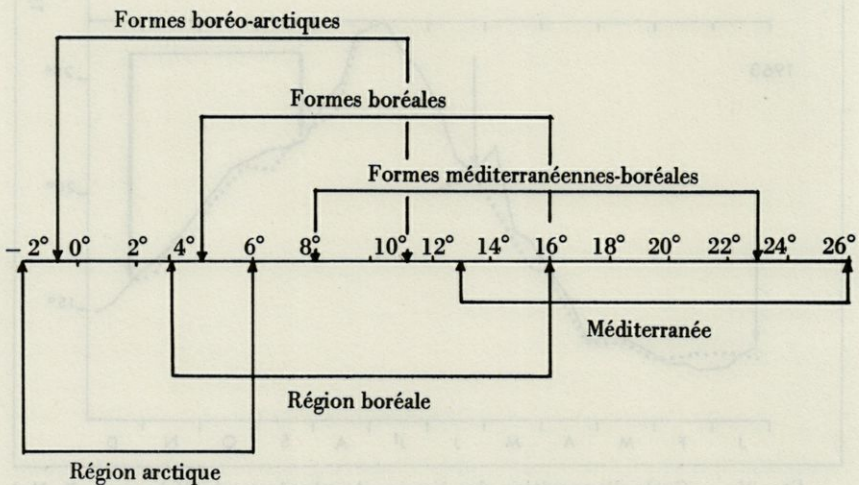 Formes boréo-arctiques
Formes boréales
Formes méditerranéennes-boréales
− 2° 0° 2° 4° 6° 8° 10° 12° 14° 16° 18° 20° 22° 24° 26°
Méditerranée
Région boréale
Région arctique